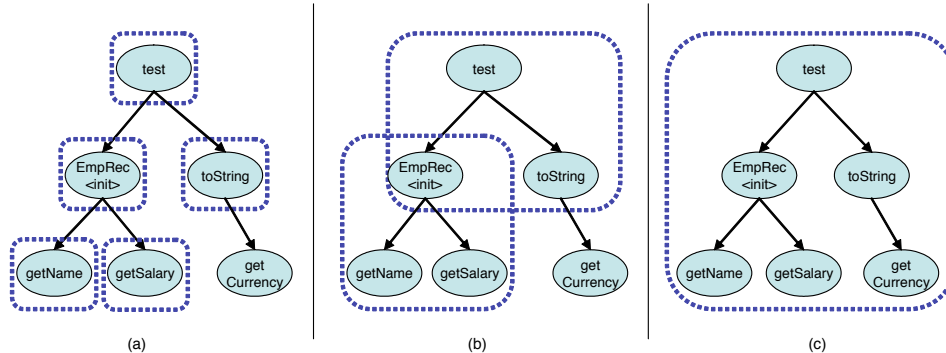 test
EmpRec
<init>
toString
getName
getSalary
get
Currency
(a)
test
EmpRec
<init>
toString
getName
getSalary
get
Currency
(b)
test
EmpRec
<init>
toString
getName
getSalary
get
Currency
(c)